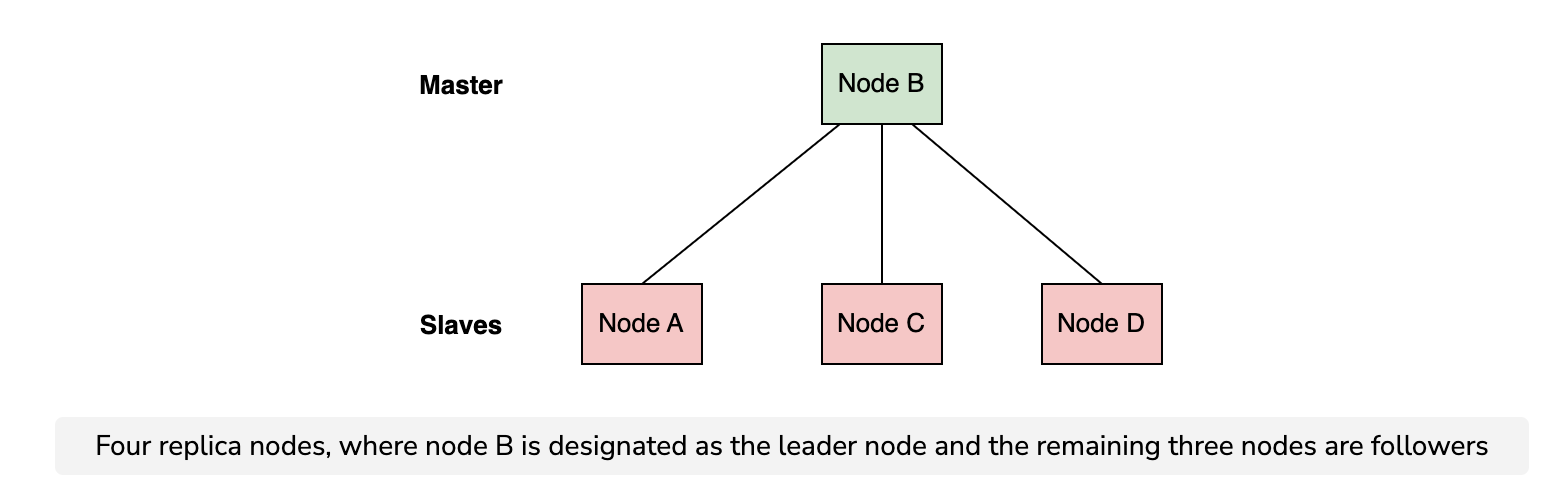 Master
Node B
Slaves
Node A
Node C
Node D
Four replica nodes, where node B is designated as the leader node and the remaining three nodes are followers